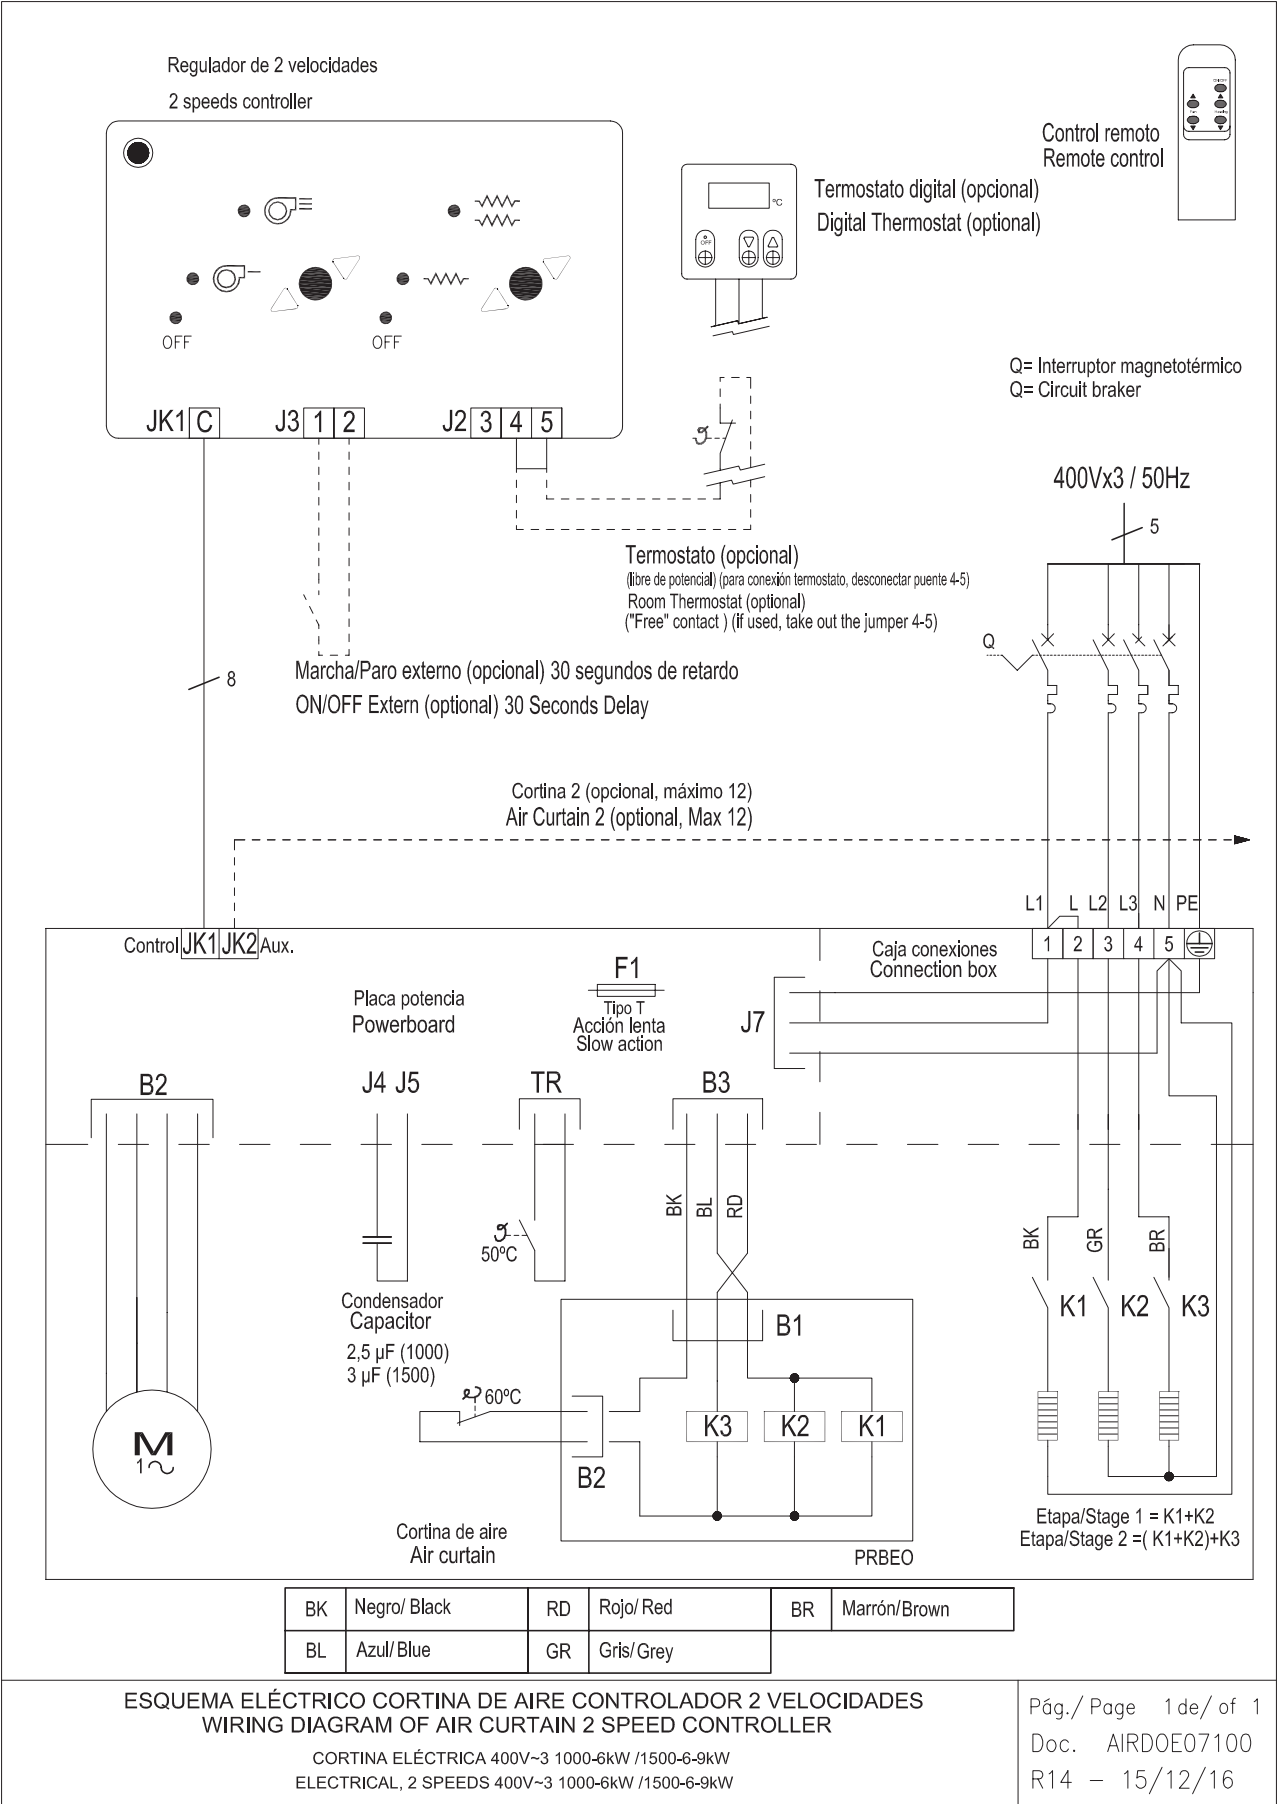 Regulador de 2 velocidades
2 speeds controller
Control remoto
Remote control
ON/OFF
Fan
Heating
Termostato digital (opcional)
Digital Thermostat (optional)
ºC
OFF
OFF
OFF
JK1 C
J3 1 2
J2 3 4 5
Q= Interruptor magnetotérmico
Q= Circuit braker
400Vx3 / 50Hz
5
Termostato (opcional)
(libre de potencial) (para conexión termostato, desconectar puente 4-5)
Room Thermostat (optional)
("Free" contact ) (if used, take out the jumper 4-5)
Q
8
Marcha/Paro externo (opcional) 30 segundos de retardo
ON/OFF Extern (optional) 30 Seconds Delay
Cortina 2 (opcional, máximo 12)
Air Curtain 2 (optional, Max 12)
L1 L L2 L3 N PE
Control JK1 JK2 Aux.
Caja conexiones
Connection box
1 2 3 4 5
F1
Tipo T
Acción lenta
Slow action
Placa potencia
Powerboard
J7
B2
J4 J5
TR
B3
BK
BL
RD
50ºC
BK
GR
BR
K1 K2 K3
Condensador
Capacitor
2,5 µF (1000)
3 µF (1500)
B1
60ºC
K3 K2 K1
B2
M
1
Cortina de aire
Air curtain
PRBEO
Etapa/Stage 1 = K1+K2
Etapa/Stage 2 =( K1+K2)+K3
BK Negro/ Black RD Rojo/ Red BR Marrón/Brown
BL Azul/ Blue GR Gris/ Grey
ESQUEMA ELÉCTRICO CORTINA DE AIRE CONTROLADOR 2 VELOCIDADES
WIRING DIAGRAM OF AIR CURTAIN 2 SPEED CONTROLLER
CORTINA ELÉCTRICA 400V~3 1000-6kW /1500-6-9kW
ELECTRICAL, 2 SPEEDS 400V~3 1000-6kW /1500-6-9kW
Pág./ Page 1 de/ of 1
Doc. AIRDOE07100
R14 - 15/12/16